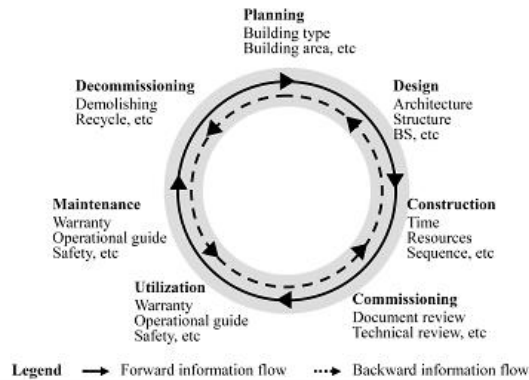 Planning
Building type
Building area, etc
Design
Architecture
Structure
BS, etc
Construction
Time
Resources
Sequence, etc
Commissioning
Document review
Technical review, etc
Utilization
Warranty
Operational guide
Safety, etc
Maintenance
Warranty
Operational guide
Safety, etc
Decommissioning
Demolishing
Recycle, etc
Legend Forward information flow Backward information flow